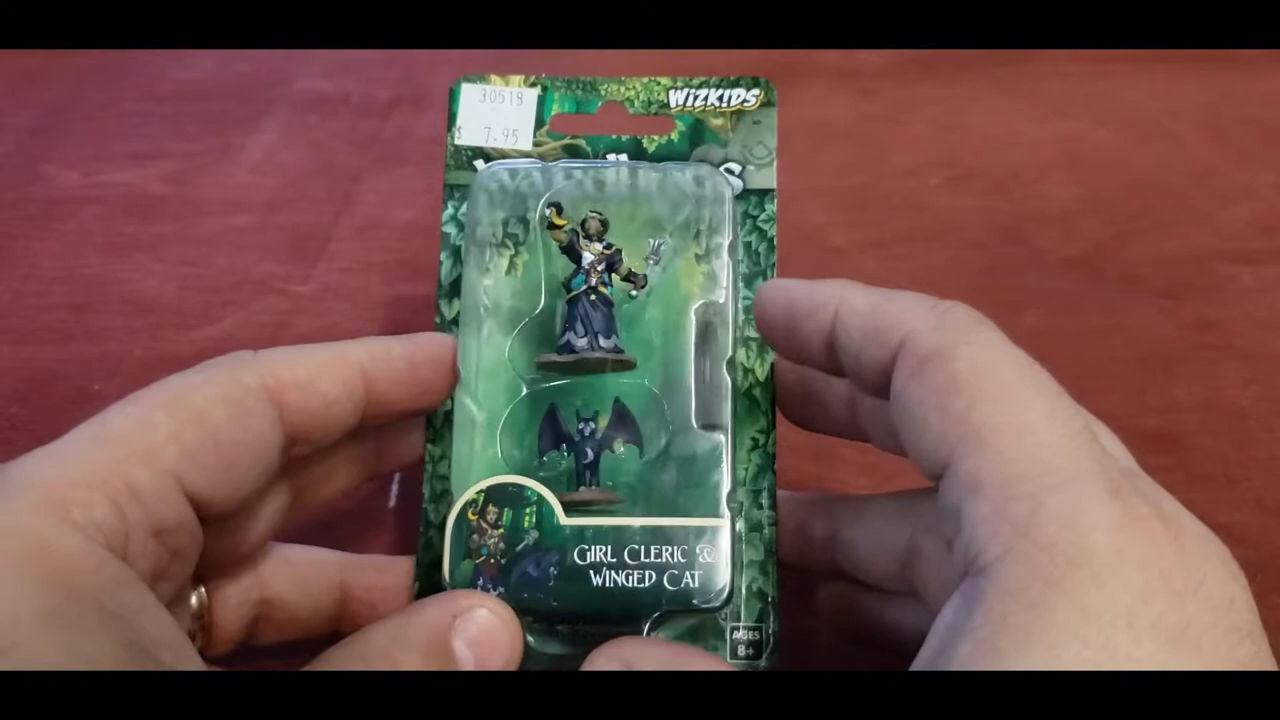 30518
$ 7.95
WIZKIDS
GIRL CLERIC &
WINGED CAT
AGES
8+